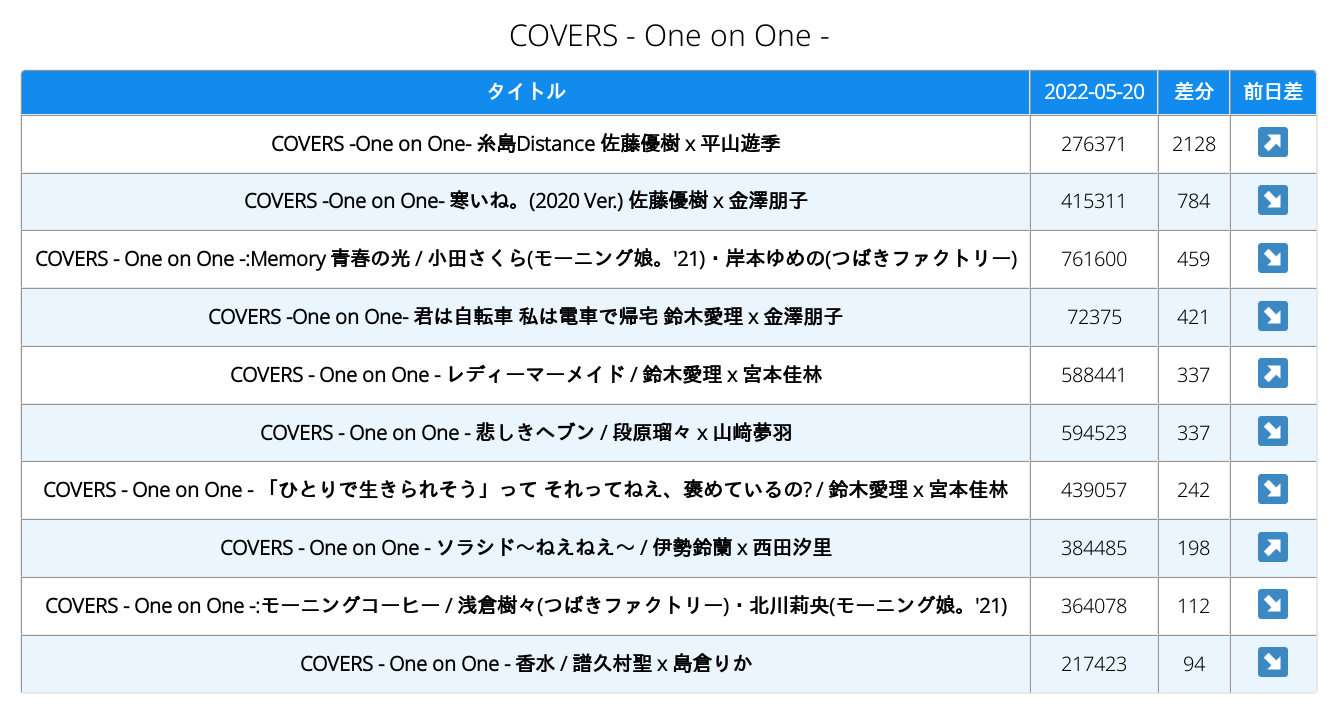 COVERS - One on One -
タイトル 2022-05-20 差分 前日差
COVERS -One on One- 糸島Distance 佐藤優樹 x 平山遊季 276371 2128
COVERS -One on One- 寒いね。(2020 Ver.) 佐藤優樹 x 金澤朋子 415311 784
COVERS - One on One -:Memory 青春の光 / 小田さくら(モーニング娘。'21)・岸本ゆめの(つばきファクトリー) 761600 459
COVERS -One on One- 君は自転車 私は電車で帰宅 鈴木愛理 x 金澤朋子 72375 421
COVERS - One on One - レディーマーメイド / 鈴木愛理 x 宮本佳林 588441 337
COVERS - One on One - 悲しきヘブン / 段原瑠々 x 山﨑夢羽 594523 337
COVERS - One on One - 「ひとりで生きられそう」って それってねえ、褒めているの? / 鈴木愛理 x 宮本佳林 439057 242
COVERS - One on One - ソラシド〜ねえねえ〜 / 伊勢鈴蘭 x 西田汐里 384485 198
COVERS - One on One -:モーニングコーヒー / 浅倉樹々(つばきファクトリー)・北川莉央(モーニング娘。'21) 364078 112
COVERS - One on One - 香水 / 譜久村聖 x 島倉りか 217423 94